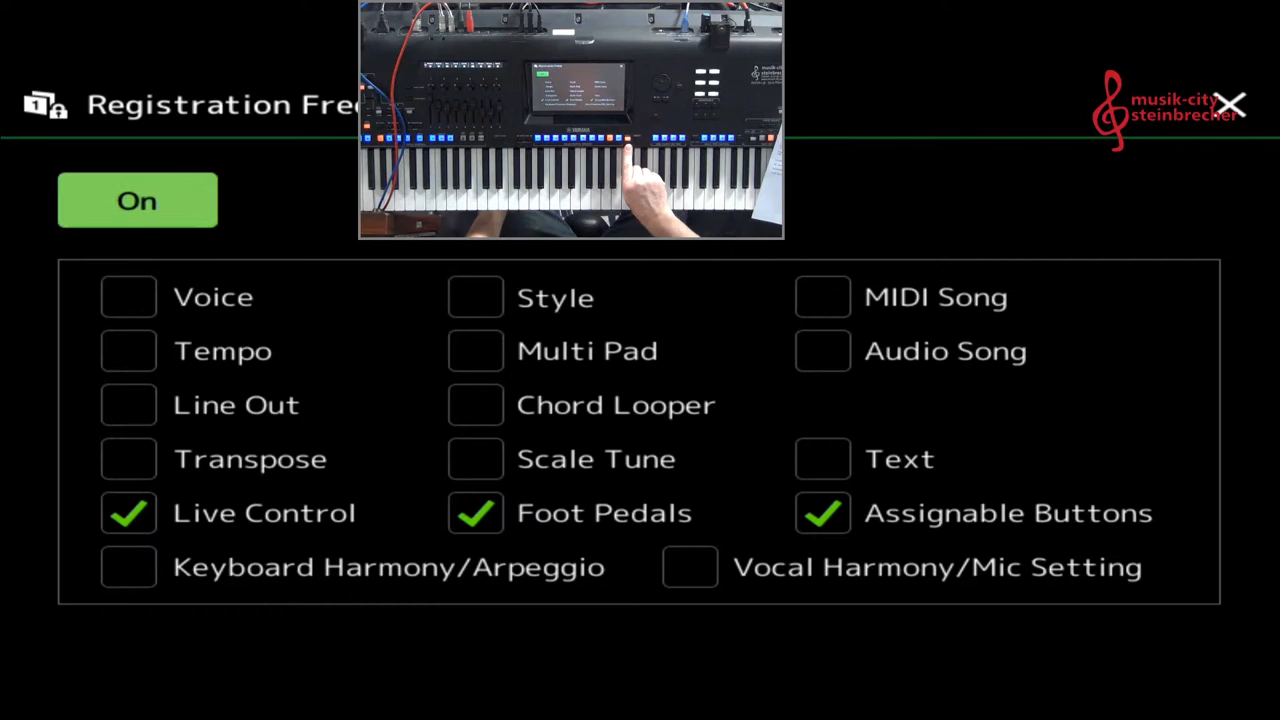 Registration Free
musik-city
steinbrecher
On
Voice Style MIDI Song
Tempo Multi Pad Audio Song
Line Out Chord Looper
Transpose Scale Tune Text
Live Control Foot Pedals Assignable Buttons
Keyboard Harmony/Arpeggio Vocal Harmony/Mic Setting